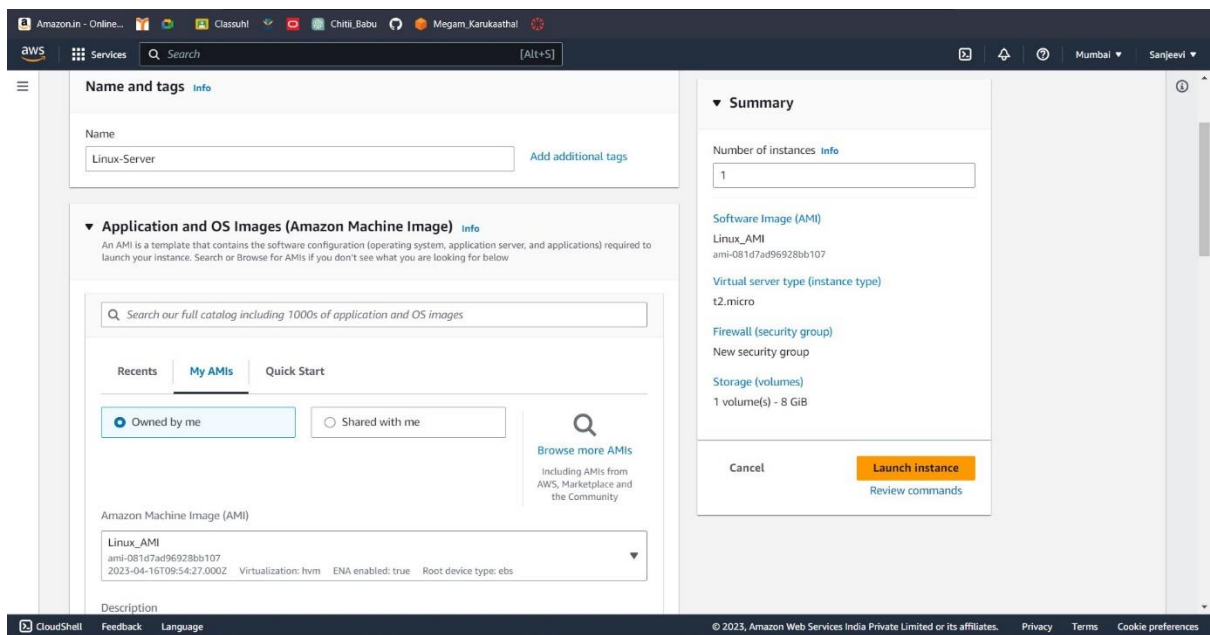 Amazon.in - Online...
Classuh!
Chitii_Babu
Megam_Karukaatha!
aws
Services
Search
[Alt+S]
Mumbai
Sanjeevi
Name and tags Info
Name
Linux-Server
Add additional tags
Application and OS Images (Amazon Machine Image) Info
An AMI is a template that contains the software configuration (operating system, application server, and applications) required to
launch your instance. Search or Browse for AMIs if you don't see what you are looking for below
Search our full catalog including 1000s of application and OS images
Recents
My AMIs
Quick Start
Owned by me
Shared with me
Browse more AMIs
Including AMIs from
AWS, Marketplace and
the Community
Amazon Machine Image (AMI)
Linux_AMI
ami-081d7ad96928bb107
2023-04-16T09:54:27.000Z Virtualization: hvm ENA enabled: true Root device type: ebs
Description
Summary
Number of instances Info
1
Software Image (AMI)
Linux_AMI
ami-081d7ad96928bb107
Virtual server type (instance type)
t2.micro
Firewall (security group)
New security group
Storage (volumes)
1 volume(s) - 8 GiB
Cancel
Launch instance
Review commands
CloudShell
Feedback
Language
© 2023, Amazon Web Services India Private Limited or its affiliates.
Privacy
Terms
Cookie preferences